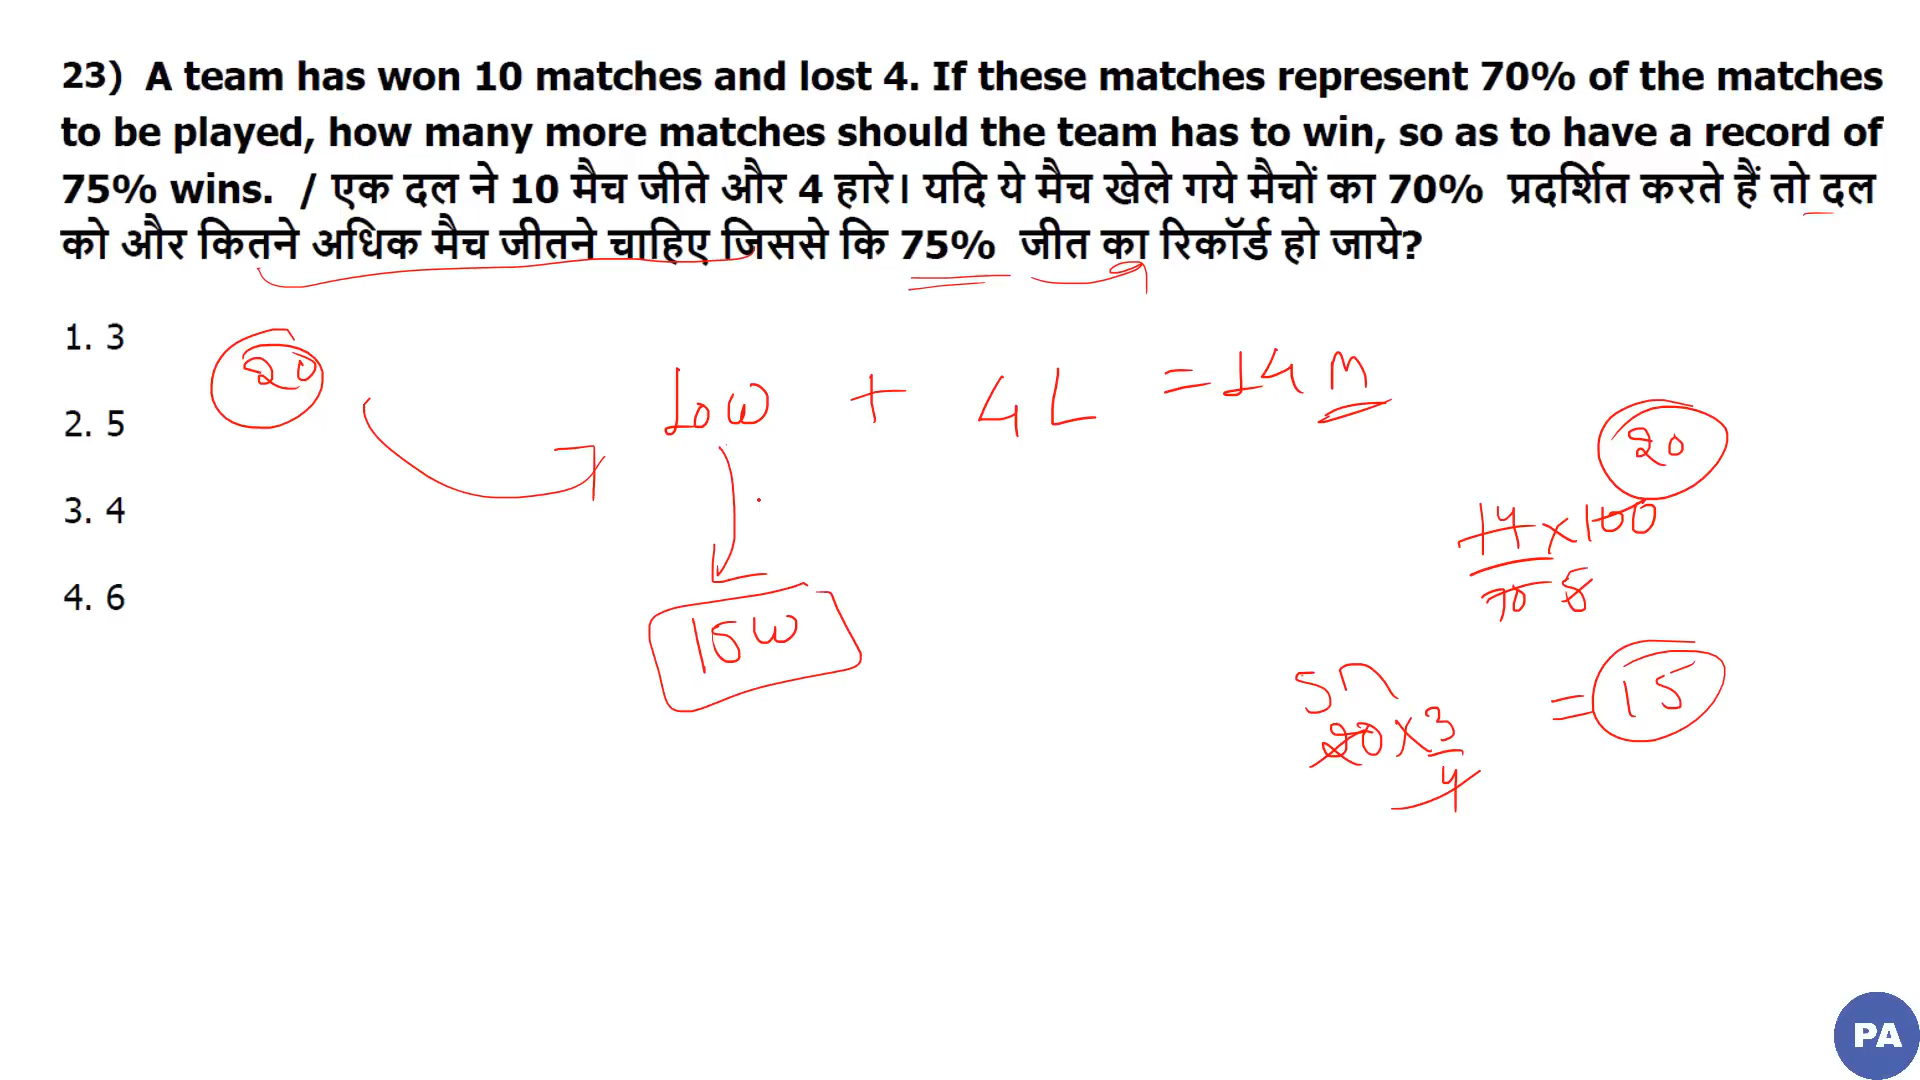 23) A team has won 10 matches and lost 4. If these matches represent 70% of the matches
to be played, how many more matches should the team has to win, so as to have a record of
75% wins. / एक दल ने 10 मैच जीते और 4 हारे। यदि ये मैच खेले गये मैचों का 70% प्रदर्शित करते हैं तो दल
को और कितने अधिक मैच जीतने चाहिए जिससे कि 75% जीत का रिकॉर्ड हो जाये?
1. 3
20
10W + 4L = 14 M
2. 5
20
3. 4
14 x 100
70 5
4. 6
15W
5
= 15
20 x 3
4
PA